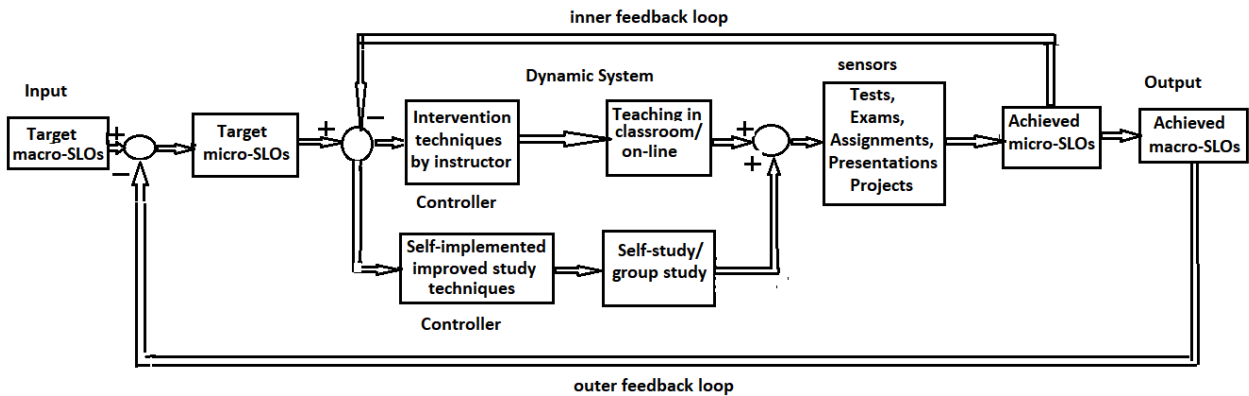 inner feedback loop
Dynamic System
sensors
Input
Output
Target
macro-SLOs
+
−
Target
micro-SLOs
+
−
Intervention
techniques
by instructor
Controller
Teaching in
classroom/
on-line
+
+
Tests,
Exams,
Assignments,
Presentations
Projects
Achieved
micro-SLOs
Achieved
macro-SLOs
Self-implemented
improved study
techniques
Controller
Self-study/
group study
outer feedback loop